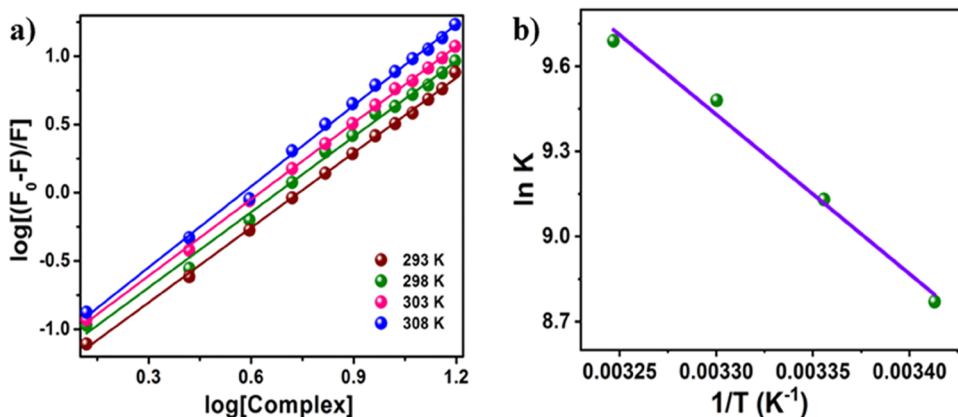 a)
log[(F₀-F)/F]
1.0
0.5
0.0
-0.5
-1.0
293 K
298 K
303 K
308 K
0.3 0.6 0.9 1.2
log[Complex]
b)
ln K
9.6
9.3
9.0
8.7
0.00325 0.00330 0.00335 0.00340
1/T (K⁻¹)